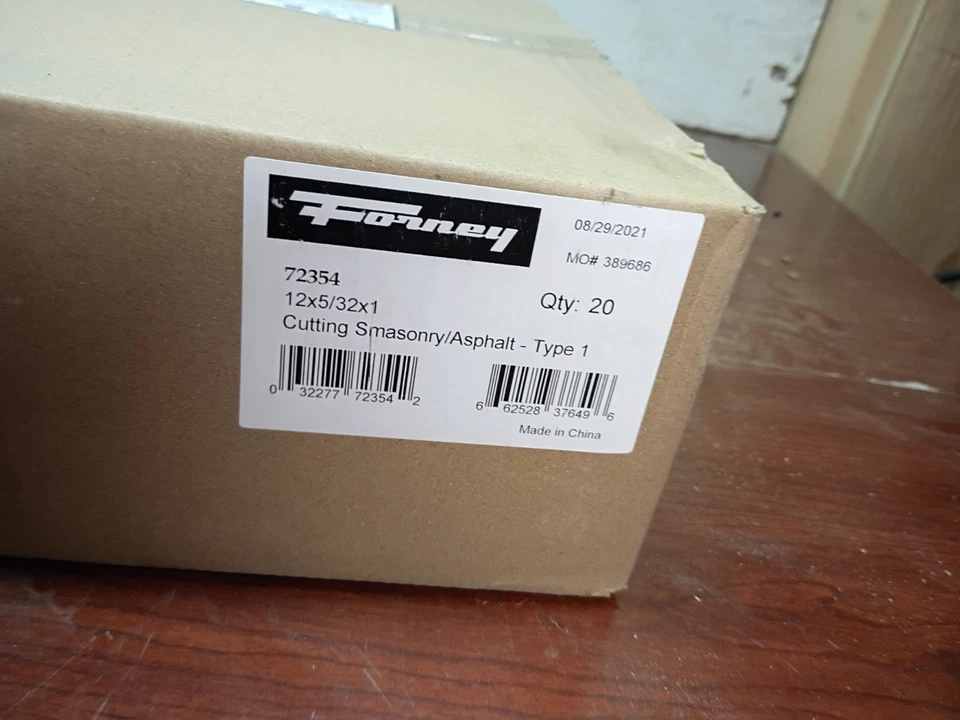 Forney
08/29/2021
MO# 389686
72354
12x5/32x1
Qty: 20
Cutting Smasonry/Asphalt - Type 1
0 32277 72354 2
6 62528 37649 6
Made in China